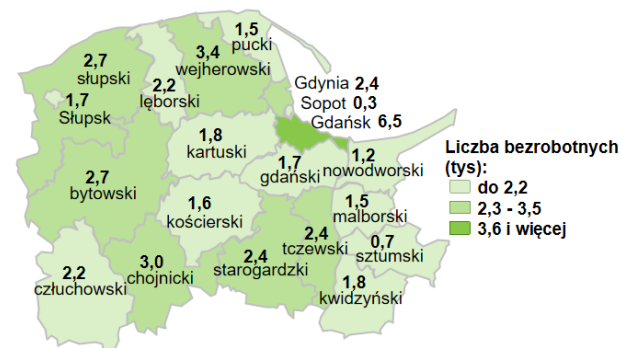 1,5
pucki
3,4
wejherowski
2,7
słupski
2,2
lęborski
1,7
Słupsk
Gdynia 2,4
Sopot 0,3
Gdańsk 6,5
1,8
kartuski
1,7
gdański
1,2
nowodworski
2,7
bytowski
1,6
kościerski
1,5
malborski
2,4
tczewski
0,7
sztumski
2,4
starogardzki
3,0
chojnicki
2,2
człuchowski
1,8
kwidzyński
Liczba bezrobotnych
(tys):
do 2,2
2,3 - 3,5
3,6 i więcej